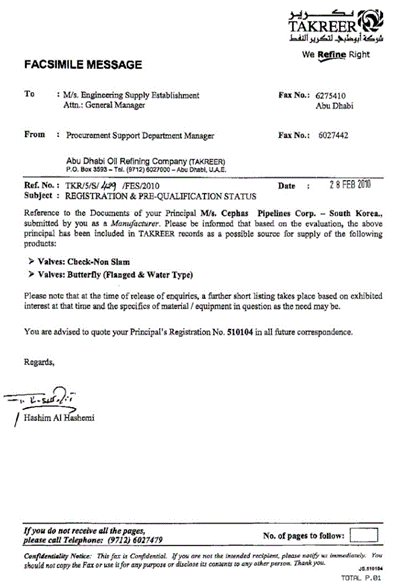 تكرير
TAKREER
شركة أبوظبي لتكرير النفط
We Refine Right
FACSIMILE MESSAGE
To : M/s. Engineering Supply Establishment Fax No.: 6275410
Attn.: General Manager Abu Dhabi
From : Procurement Support Department Manager Fax No.: 6027442
Abu Dhabi Oil Refining Company (TAKREER)
P.O. Box 3593 – Tel. (9712) 6027000 – Abu Dhabi, U.A.E.
Ref. No. : TKR/5/S/ /FES/2010 Date : 28 FEB 2010
Subject : REGISTRATION & PRE-QUALIFICATION STATUS
Reference to the Documents of your Principal M/s. Cephas Pipelines Corp. – South Korea.,
submitted by you as a Manufacturer. Please be informed that based on the evaluation, the above
principal has been included in TAKREER records as a possible source for supply of the following
products:
➢ Valves: Check-Non Slam
➢ Valves: Butterfly (Flanged & Water Type)
Please note that at the time of release of enquiries, a further short listing takes place based on exhibited
interest at that time and the specifics of material / equipment in question as the need may be.
You are advised to quote your Principal's Registration No. 510104 in all future correspondence.
Regards,
Hashim Al Hashemi
If you do not receive all the pages,
please call Telephone: (9712) 6027479 No. of pages to follow:
Confidentiality Notice: This fax is Confidential. If you are not the intended recipient, please notify us immediately. You
should not copy the Fax or use it for any purpose or disclose its contents to any other person. Thank you.
JS.510104
TOTAL P.01